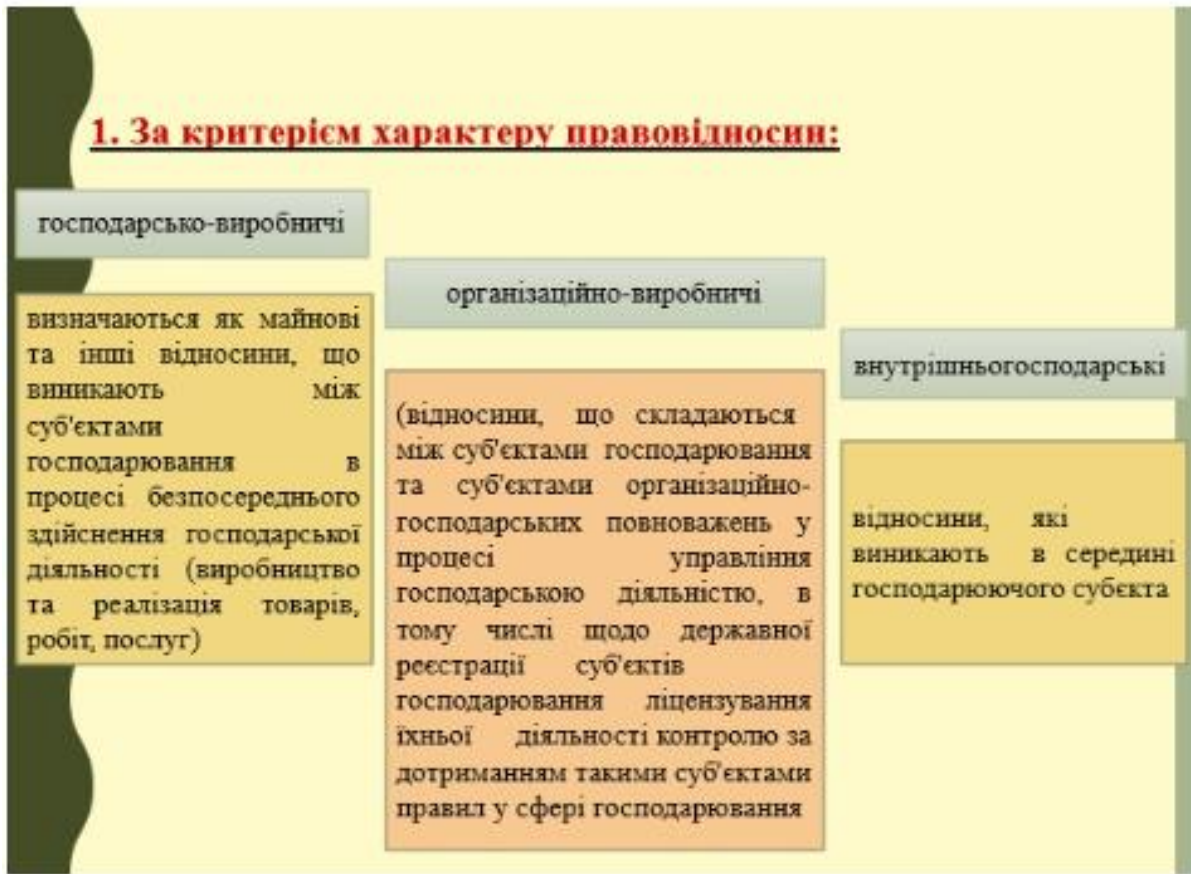 1. За критерієм характеру правовідносин:
господарсько-виробничі
визначаються як майнові
та інші відносини, що
виникають між
суб'єктами
господарювання в
процесі безпосереднього
здійснення господарської
діяльності (виробництво
та реалізація товарів,
робіт, послуг)
організаційно-виробничі
(відносини, що складаються
між суб'єктами господарювання
та суб'єктами організаційно-
господарських повноважень у
процесі управління
господарською діяльністю, в
тому числі щодо державної
реєстрації суб'єктів
господарювання ліцензування
їхньої діяльності контролю за
дотриманням такими суб'єктами
правил у сфері господарювання
внутрішньогосподарські
відносини, які
виникають в середині
господарюючого субєкта